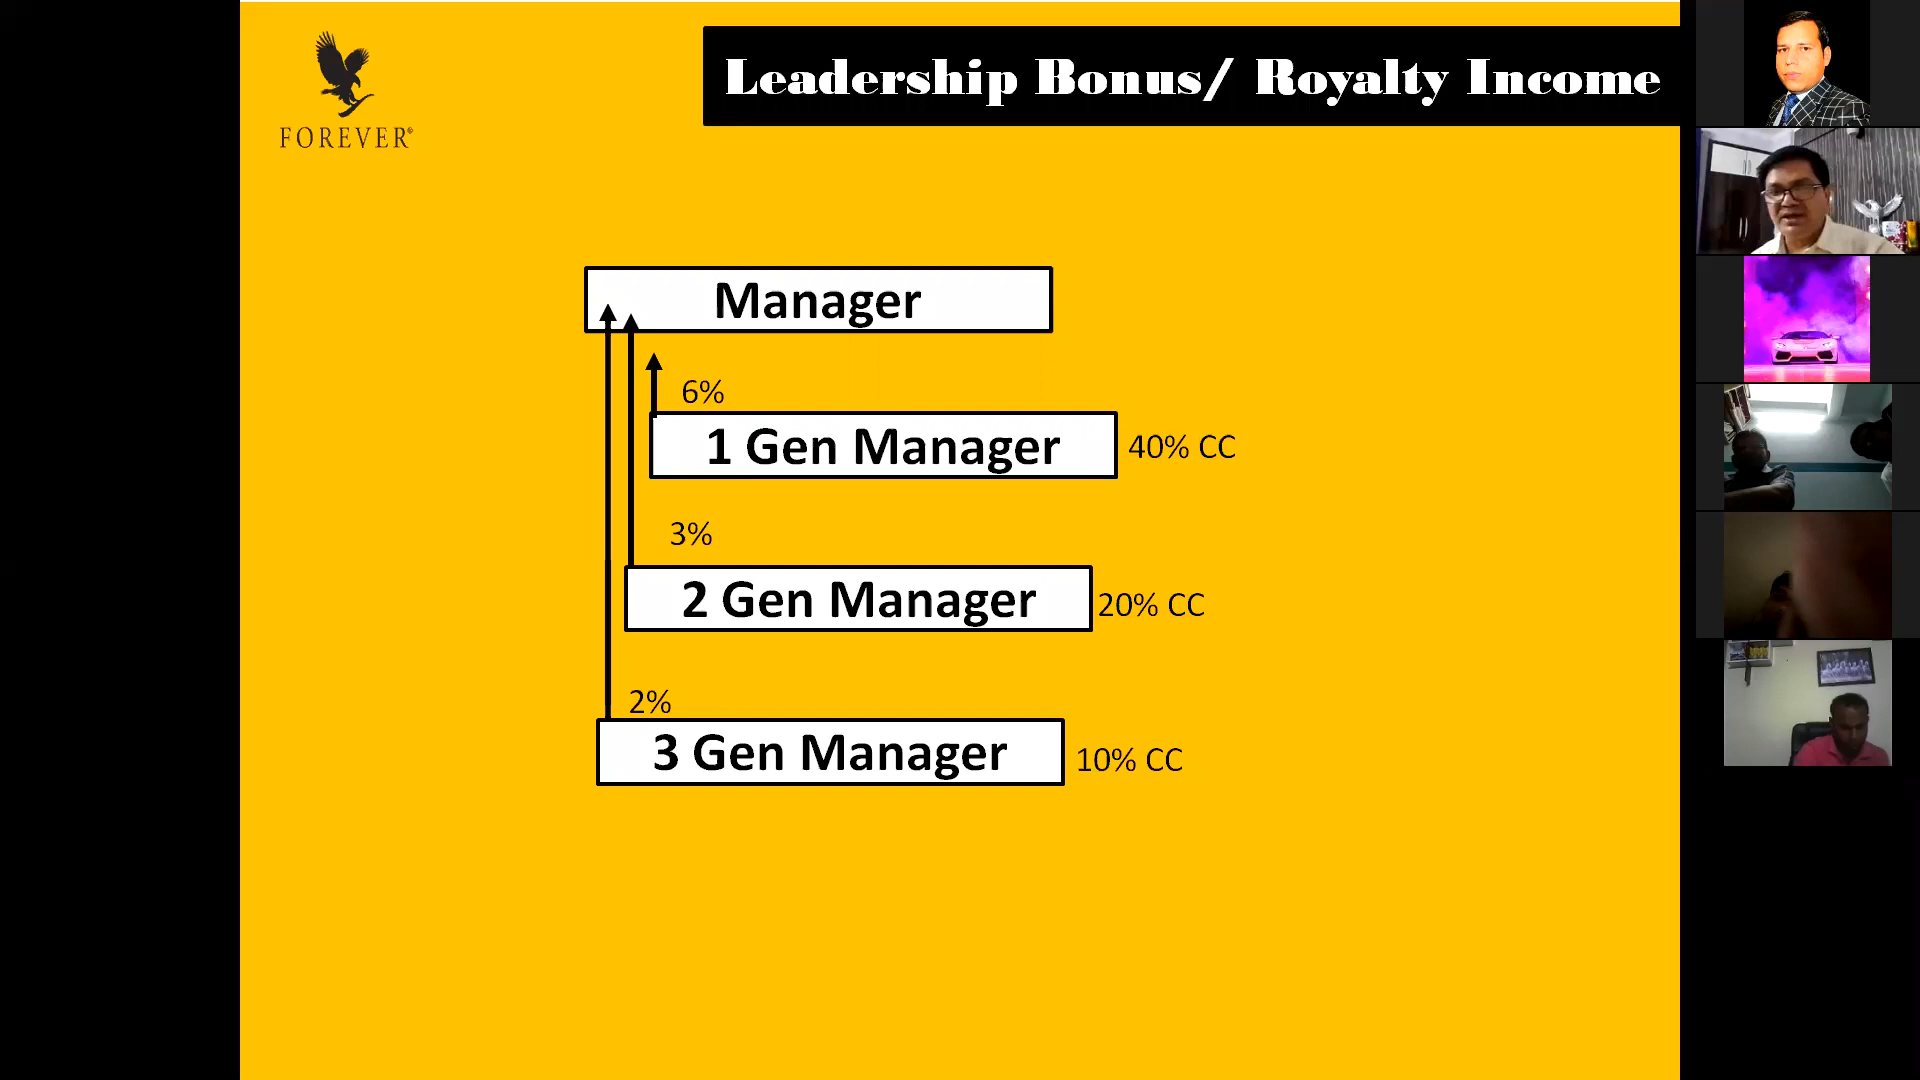 FOREVER®
Leadership Bonus/ Royalty Income
Manager
6%
1 Gen Manager
40% CC
3%
2 Gen Manager
20% CC
2%
3 Gen Manager
10% CC